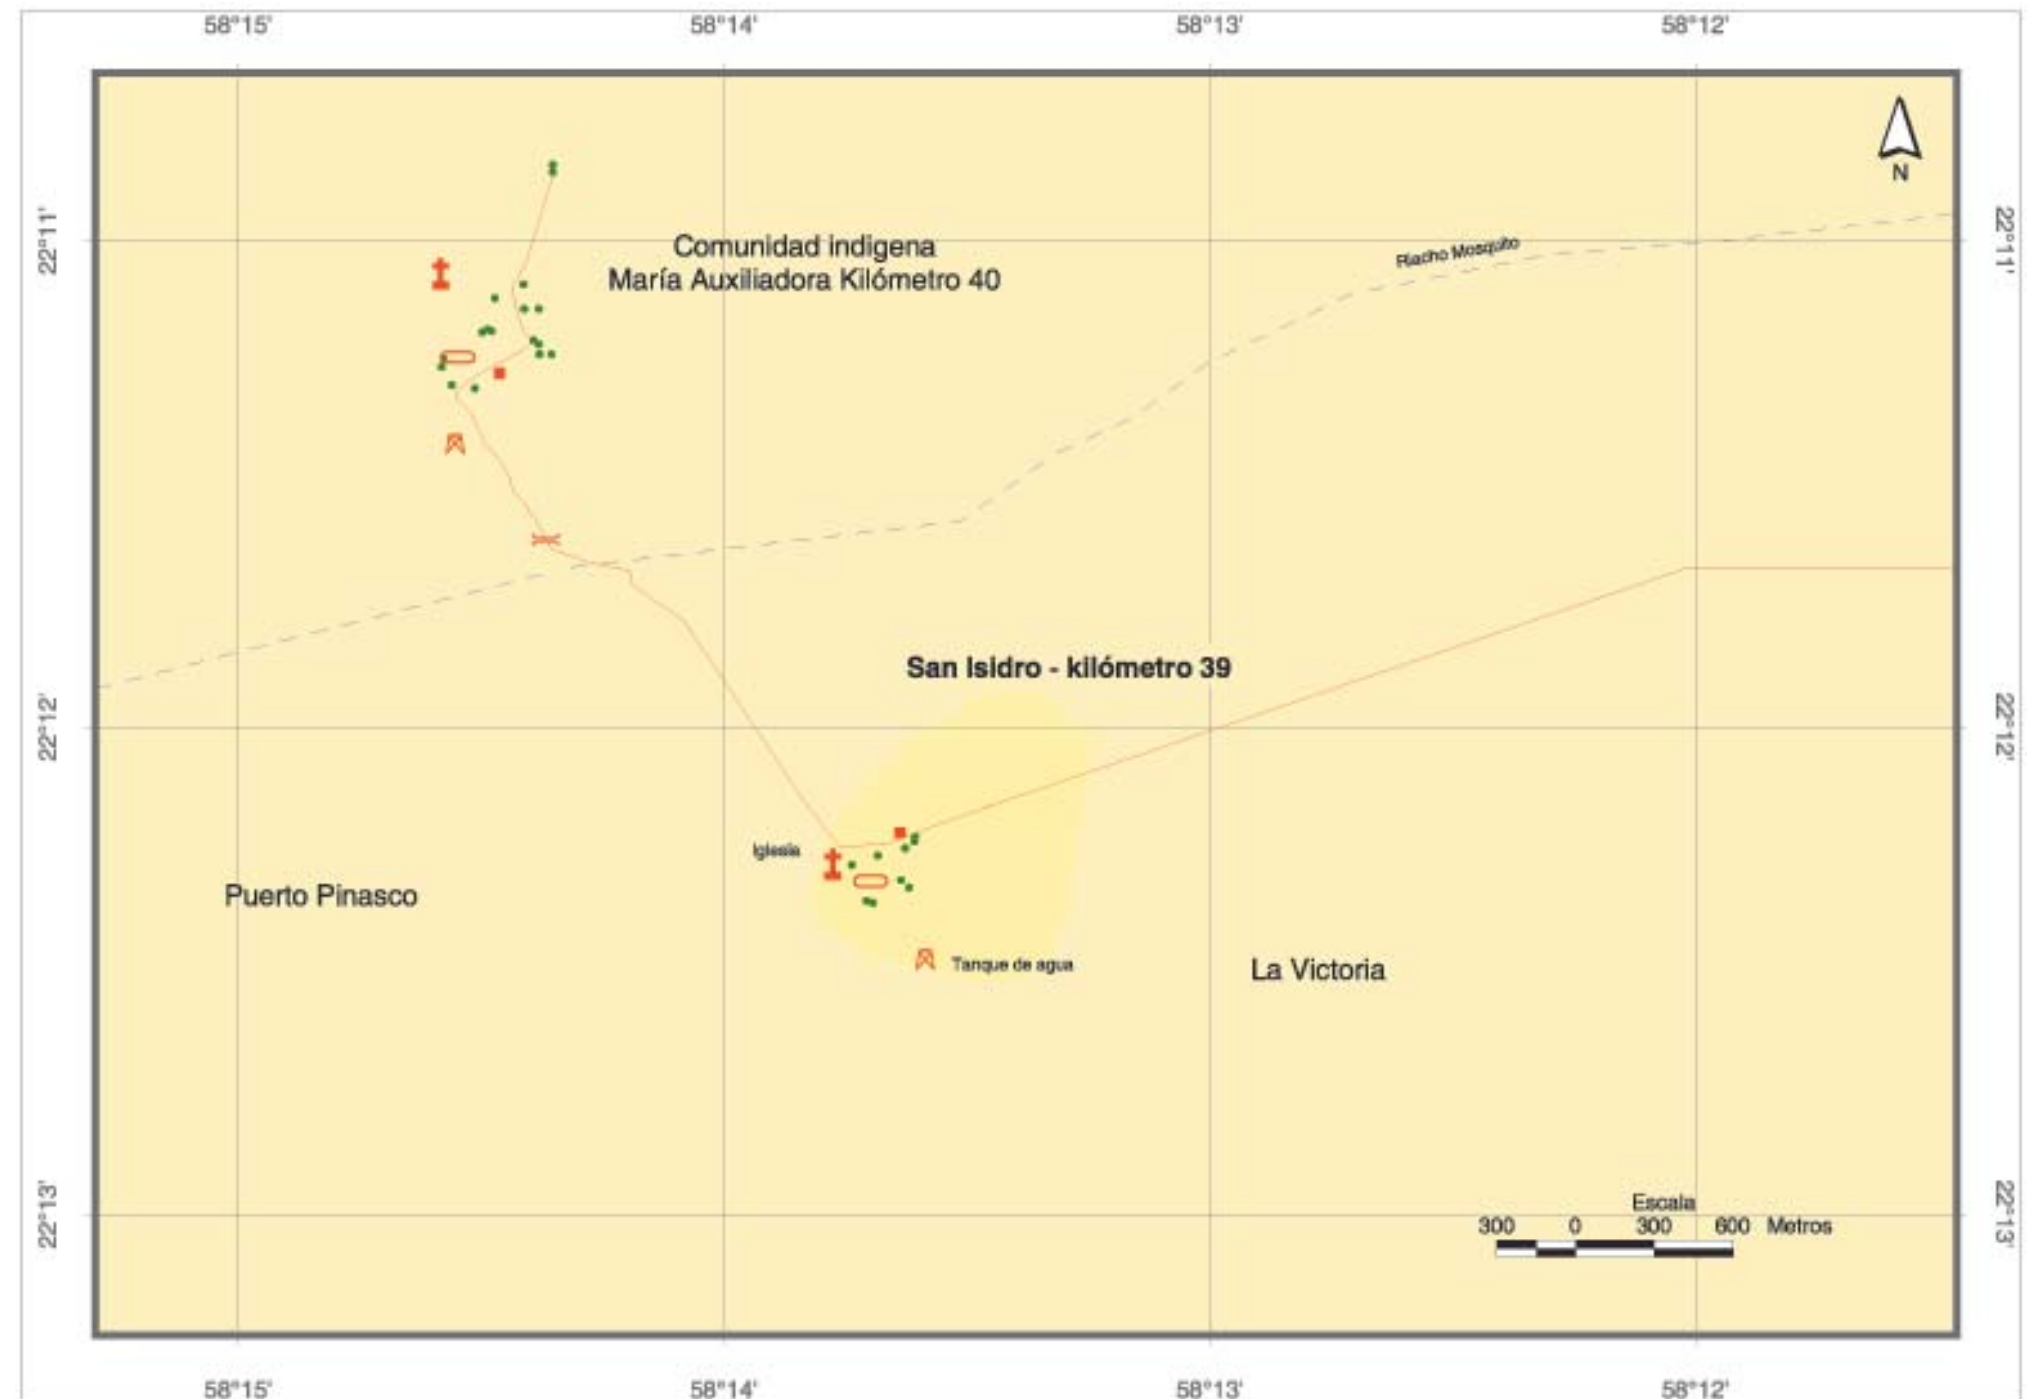 58°15' 58°14' 58°13' 58°12'
N
22°11' 22°11'
Comunidad indigena
María Auxiliadora Kilómetro 40
Riacho Mosquito
San Isidro - kilómetro 39
22°12' 22°12'
Iglesia
Puerto Pinasco
Tanque de agua
La Victoria
22°13' 22°13'
Escala
300 0 300 600 Metros
58°15' 58°14' 58°13' 58°12'